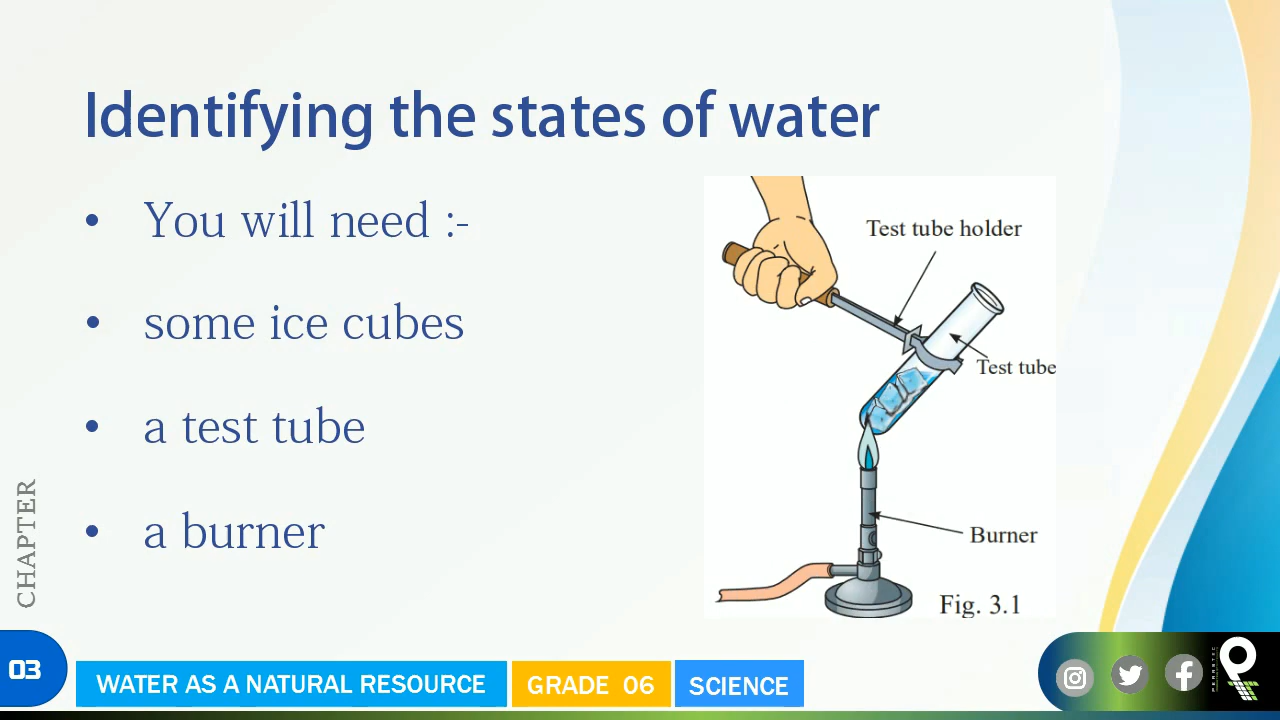 Identifying the states of water
• You will need :-
• some ice cubes
• a test tube
• a burner
Test tube holder
Test tube
Burner
Fig. 3.1
CHAPTER
03
WATER AS A NATURAL RESOURCE
GRADE 06
SCIENCE